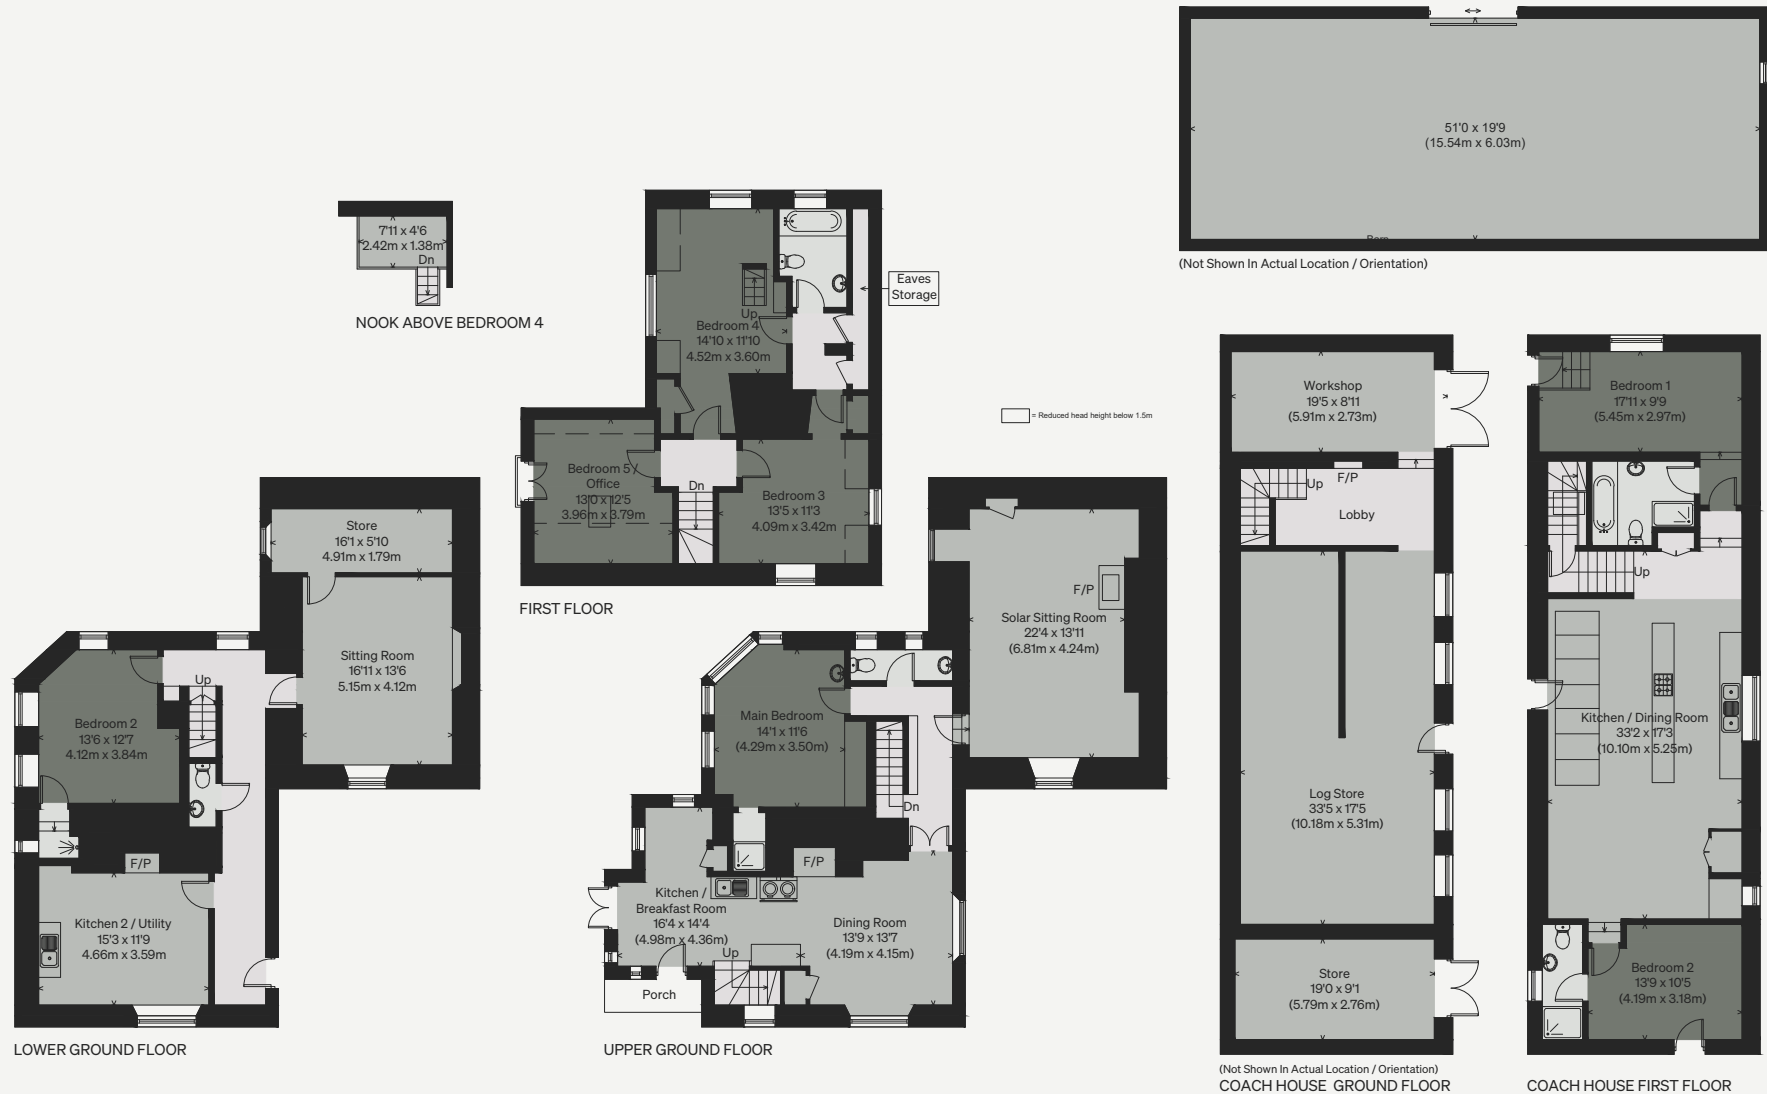 51'0 x 19'9
(15.54m x 6.03m)
Barn
(Not Shown In Actual Location / Orientation)
7'11 x 4'6
2.42m x 1.38m
Dn
NOOK ABOVE BEDROOM 4
Eaves
Storage
Up
Bedroom 4
14'10 x 11'10
4.52m x 3.60m
Bedroom 5 /
Office
13'0 x 12'5
3.96m x 3.79m
Dn
Bedroom 3
13'5 x 11'3
4.09m x 3.42m
FIRST FLOOR
= Reduced head height below 1.5m
Store
16'1 x 5'10
4.91m x 1.79m
Sitting Room
16'11 x 13'6
5.15m x 4.12m
Up
Bedroom 2
13'6 x 12'7
4.12m x 3.84m
F/P
Kitchen 2 / Utility
15'3 x 11'9
4.66m x 3.59m
LOWER GROUND FLOOR
F/P
Solar Sitting Room
22'4 x 13'11
(6.81m x 4.24m)
Main Bedroom
14'1 x 11'6
(4.29m x 3.50m)
Dn
F/P
Kitchen /
Breakfast Room
16'4 x 14'4
(4.98m x 4.36m)
Dining Room
13'9 x 13'7
(4.19m x 4.15m)
Up
Porch
UPPER GROUND FLOOR
Workshop
19'5 x 8'11
(5.91m x 2.73m)
Up
F/P
Lobby
Log Store
33'5 x 17'5
(10.18m x 5.31m)
Store
19'0 x 9'1
(5.79m x 2.76m)
(Not Shown In Actual Location / Orientation)
COACH HOUSE GROUND FLOOR
Bedroom 1
17'11 x 9'9
(5.45m x 2.97m)
Up
Kitchen / Dining Room
33'2 x 17'3
(10.10m x 5.25m)
Bedroom 2
13'9 x 10'5
(4.19m x 3.18m)
COACH HOUSE FIRST FLOOR